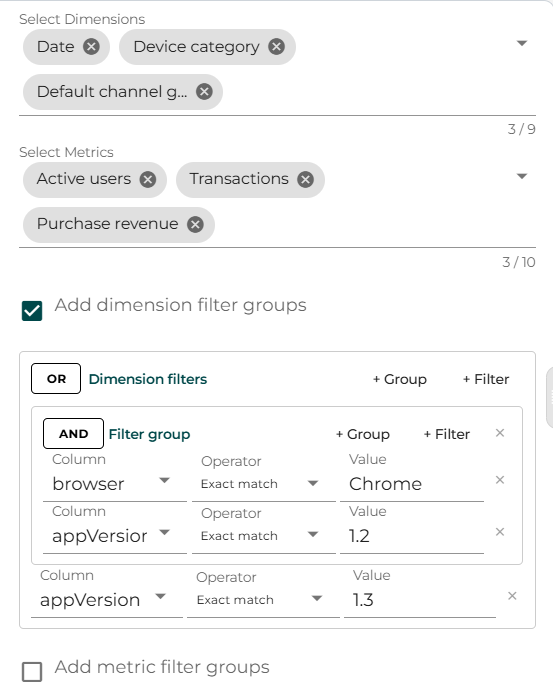 Select Dimensions
Date Device category
Default channel g...
3 / 9
Select Metrics
Active users Transactions
Purchase revenue
3 / 10
Add dimension filter groups
OR Dimension filters + Group + Filter
AND Filter group + Group + Filter
Column Operator Value
browser Exact match Chrome
Column Operator Value
appVersior Exact match 1.2
Column Operator Value
appVersion Exact match 1.3
Add metric filter groups